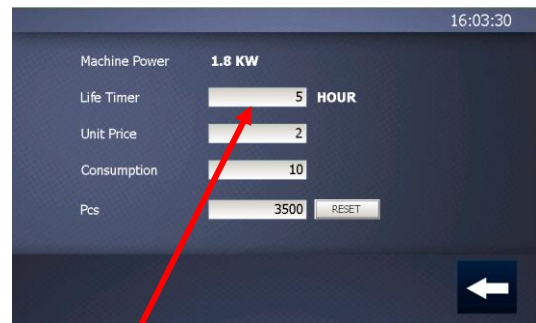 16:03:30
Machine Power 1.8 KW
Life Timer 5 HOUR
Unit Price 2
Consumption 10
Pcs 3500 RESET